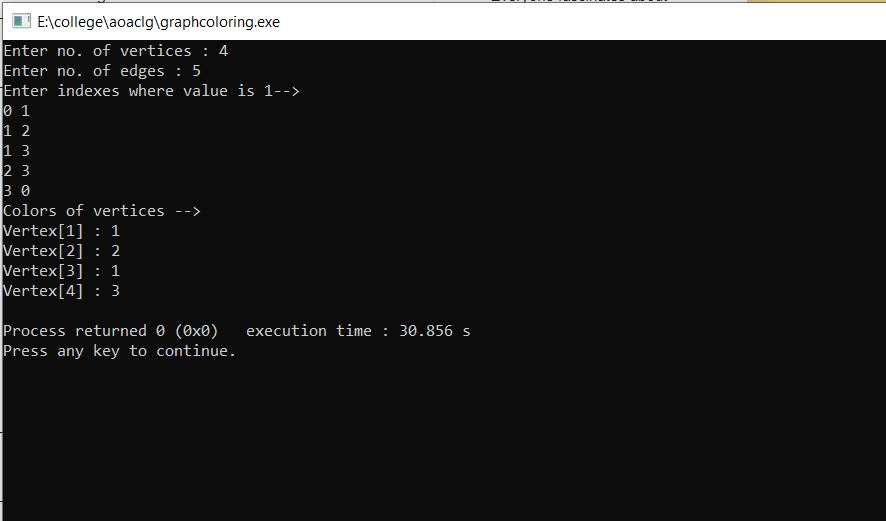 Everyone fascinates about
E:\college\aoaclg\graphcoloring.exe
Enter no. of vertices : 4
Enter no. of edges : 5
Enter indexes where value is 1-->
0 1
1 2
1 3
2 3
3 0
Colors of vertices -->
Vertex[1] : 1
Vertex[2] : 2
Vertex[3] : 1
Vertex[4] : 3
Process returned 0 (0x0)   execution time : 30.856 s
Press any key to continue.